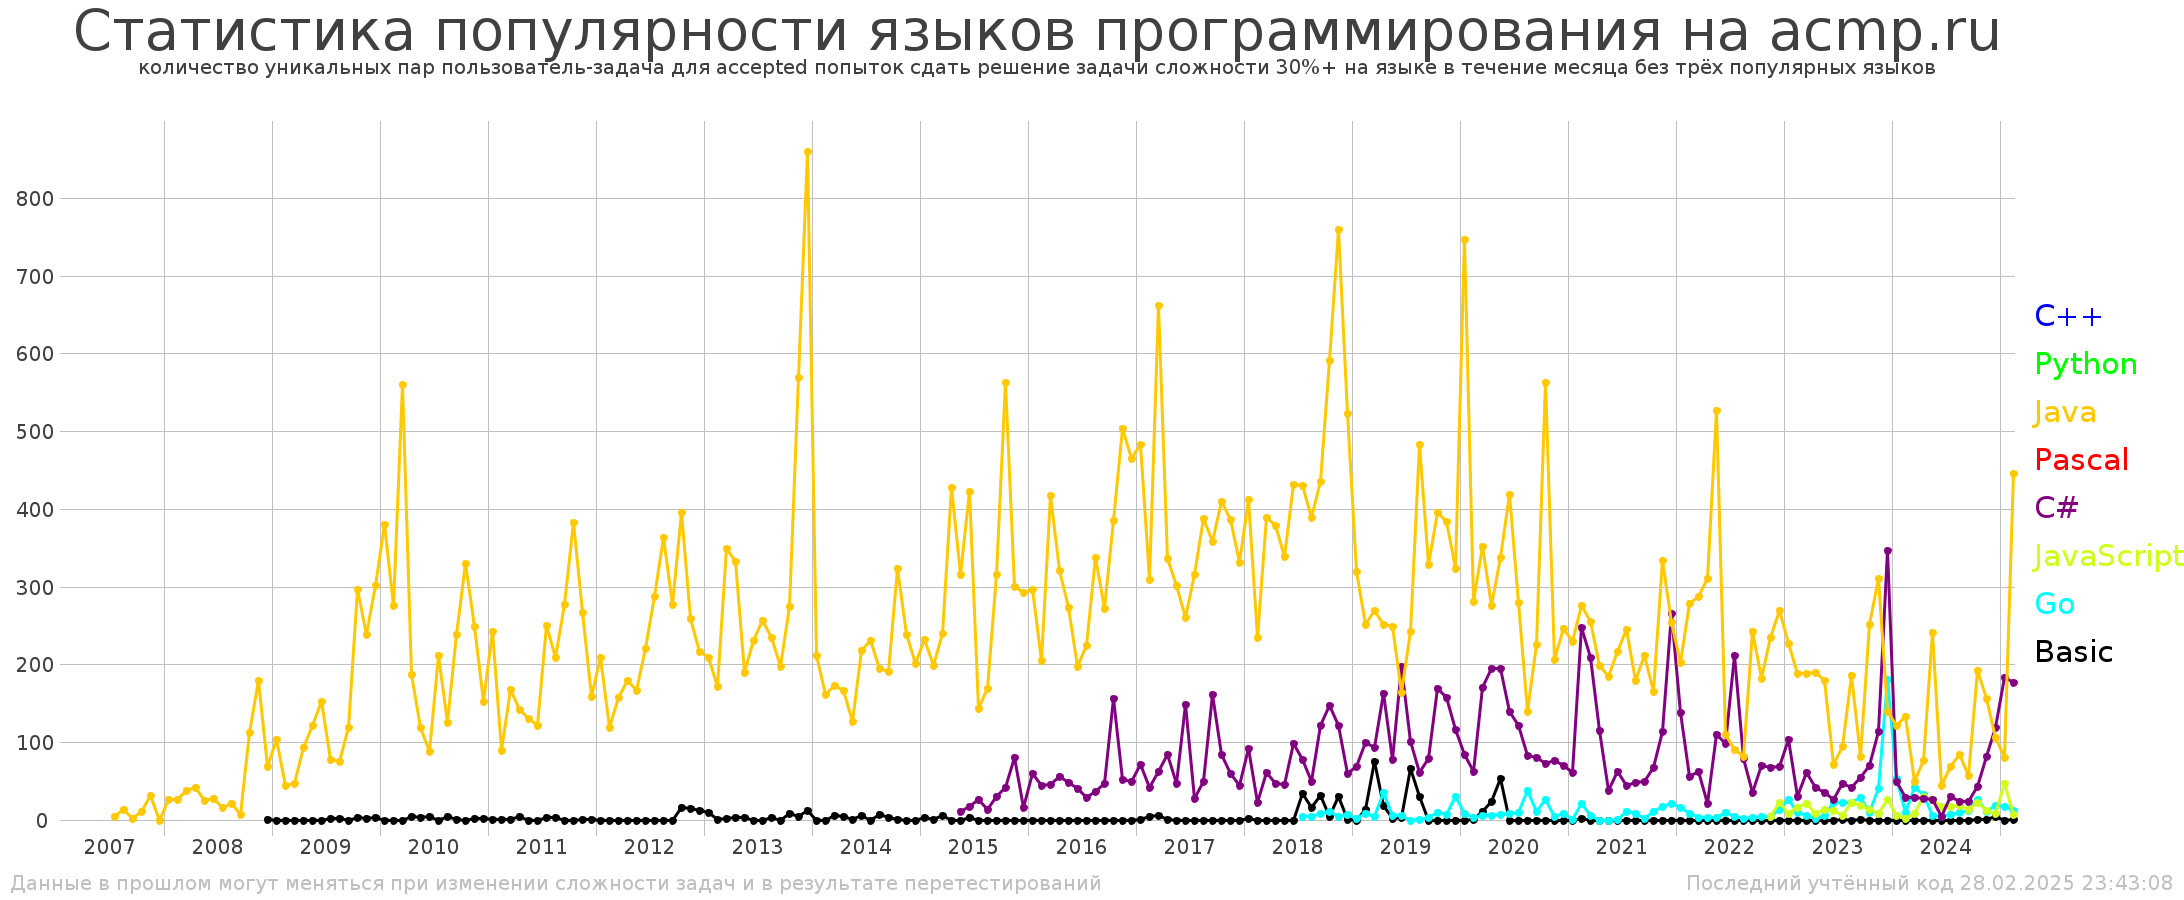 Статистика популярности языков программирования на acmp.ru
количество уникальных пар пользователь-задача для accepted попыток сдать решение задачи сложности 30%+ на языке в течение месяца без трёх популярных языков
800
700
600
500
400
300
200
100
0
C++
Python
Java
Pascal
C#
JavaScript
Go
Basic
2007 2008 2009 2010 2011 2012 2013 2014 2015 2016 2017 2018 2019 2020 2021 2022 2023 2024
Данные в прошлом могут меняться при изменении сложности задач и в результате перетестирований
Последний учтённый код 28.02.2025 23:43:08